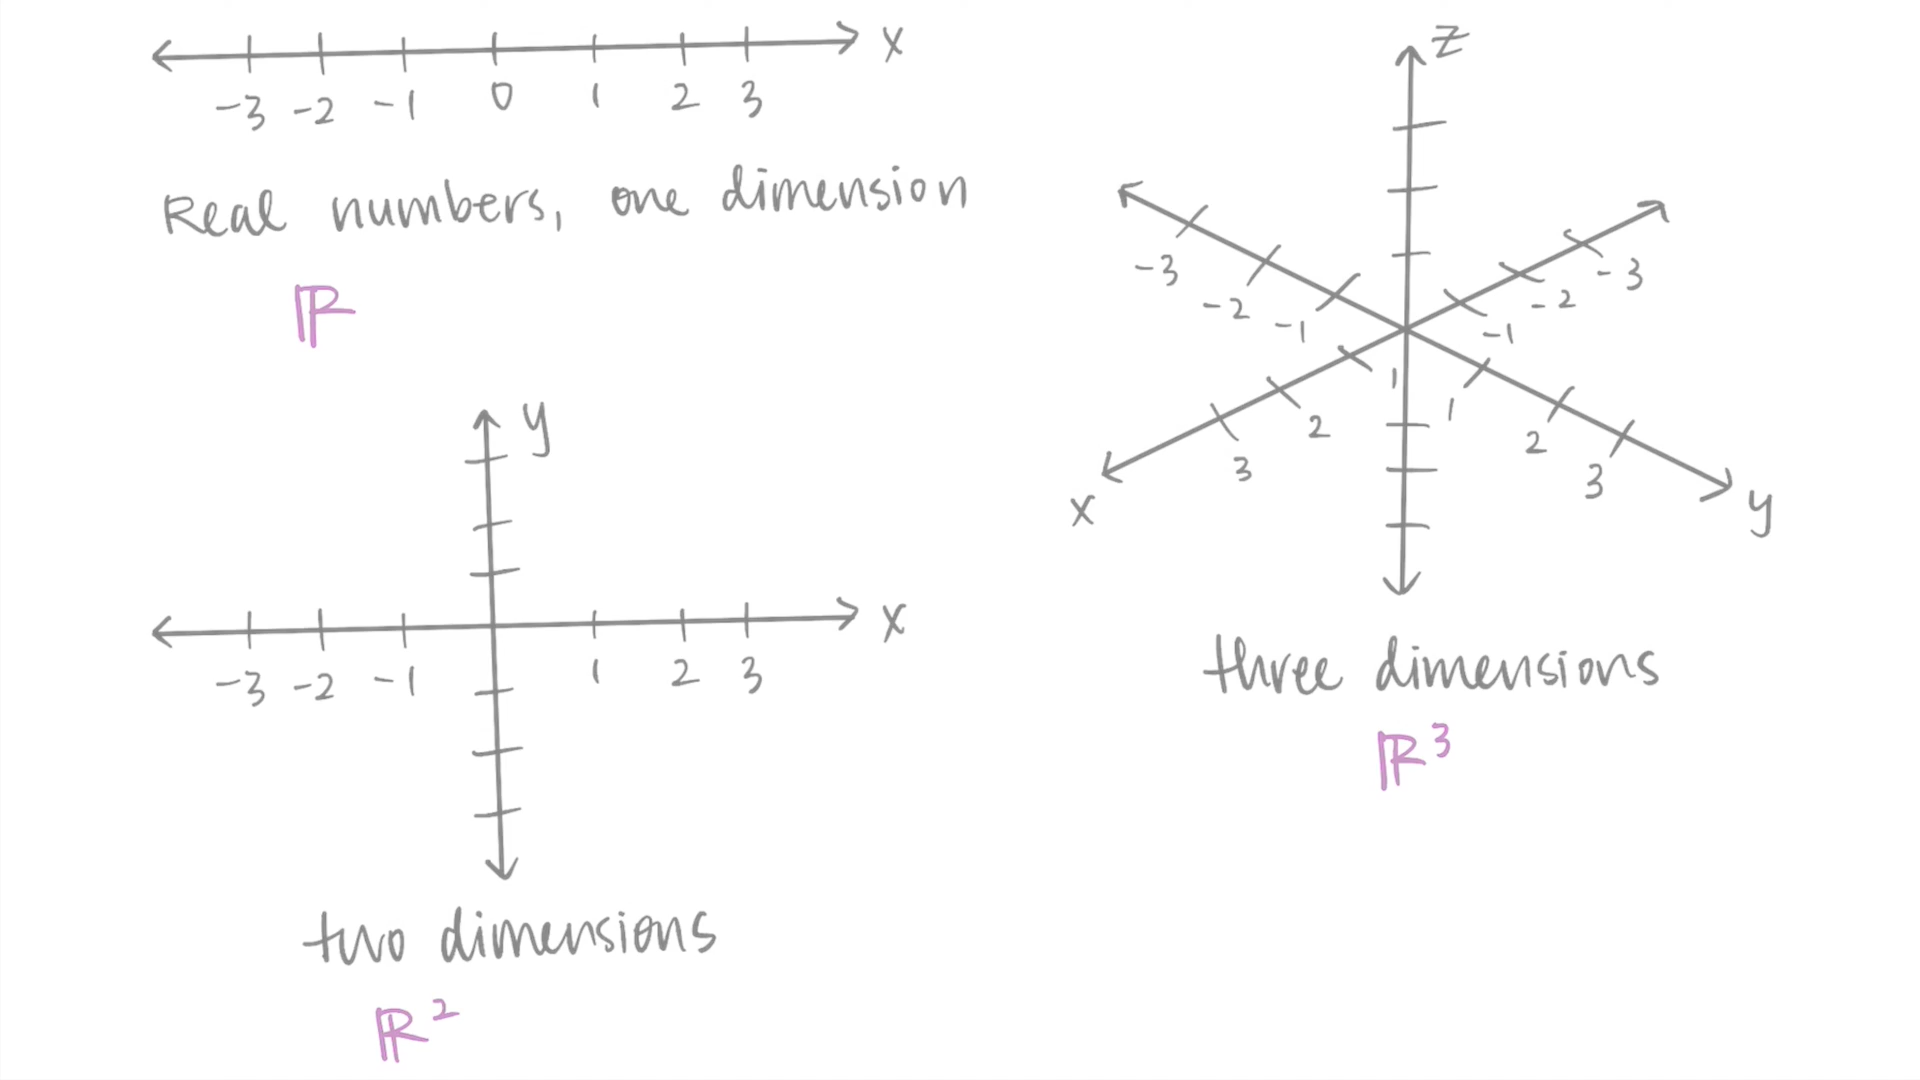 x
-3 -2 -1 0 1 2 3
Real numbers, one dimension
ℝ
y
x
-3 -2 -1 1 2 3
two dimensions
ℝ²
z
-3 -2 -1
-3 -2 -1
1 2 3
1 2 3
x y
three dimensions
ℝ³